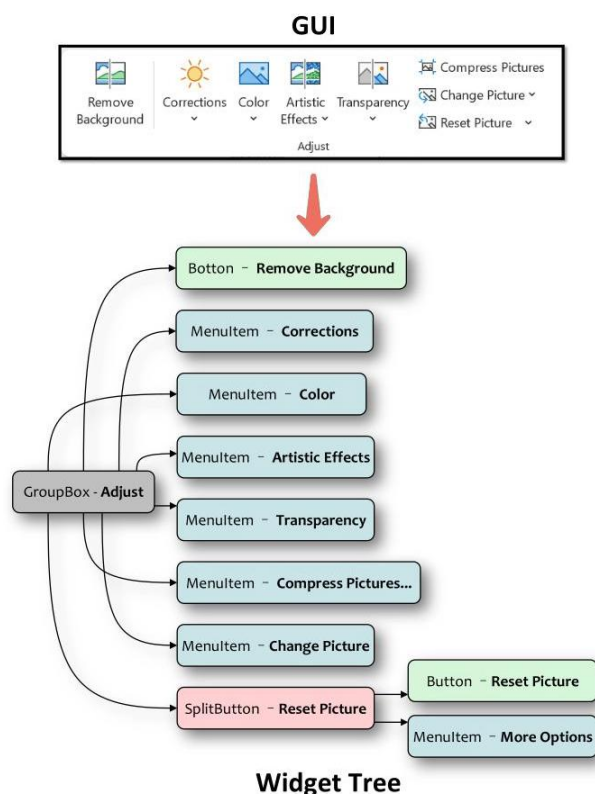 GUI
Remove
Background
Corrections
Color
Artistic
Effects
Transparency
Compress Pictures
Change Picture
Reset Picture
Adjust
Botton - Remove Background
MenuItem - Corrections
MenuItem - Color
MenuItem - Artistic Effects
GroupBox - Adjust
MenuItem - Transparency
MenuItem - Compress Pictures...
MenuItem - Change Picture
Button - Reset Picture
SplitButton - Reset Picture
MenuItem - More Options
Widget Tree